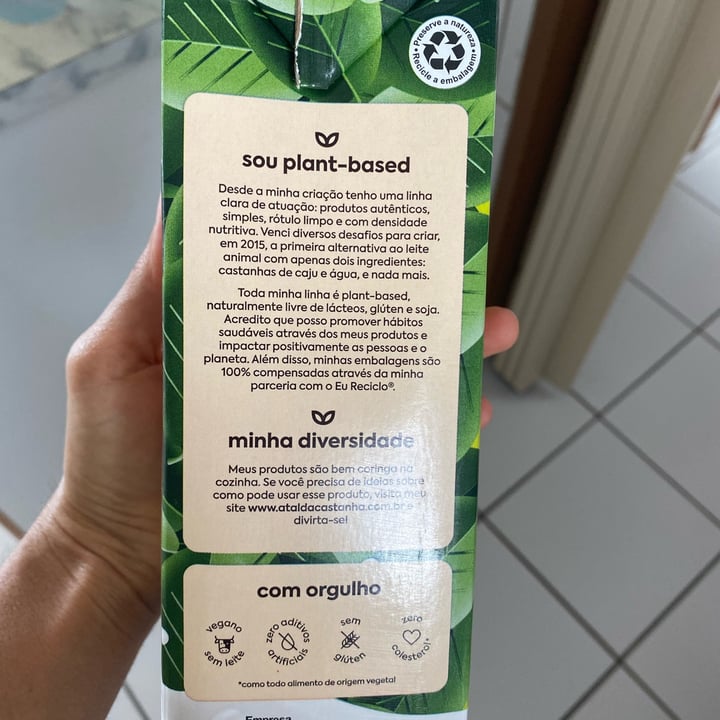 Preserve a natureza
Recicle a embalagem
sou plant-based
Desde a minha criação tenho uma linha
clara de atuação: produtos autênticos,
simples, rótulo limpo e com densidade
nutritiva. Venci diversos desafios para criar,
em 2015, a primeira alternativa ao leite
animal com apenas dois ingredientes:
castanhas de caju e água, e nada mais.
Toda minha linha é plant-based,
naturalmente livre de lácteos, glúten e soja.
Acredito que posso promover hábitos
saudáveis através dos meus produtos e
impactar positivamente as pessoas e o
planeta. Além disso, minhas embalagens são
100% compensadas através da minha
parceria com o Eu Reciclo®.
minha diversidade
Meus produtos são bem coringa na
cozinha. Se você precisa de ideias sobre
como pode usar esse produto, visita meu
site www.ataldacastanha.com.br e
divirta-se!
com orgulho
vegano
sem leite
zero aditivos
artificiais
sem
glúten
zero
colesterol*
*como todo alimento de origem vegetal
Empresa